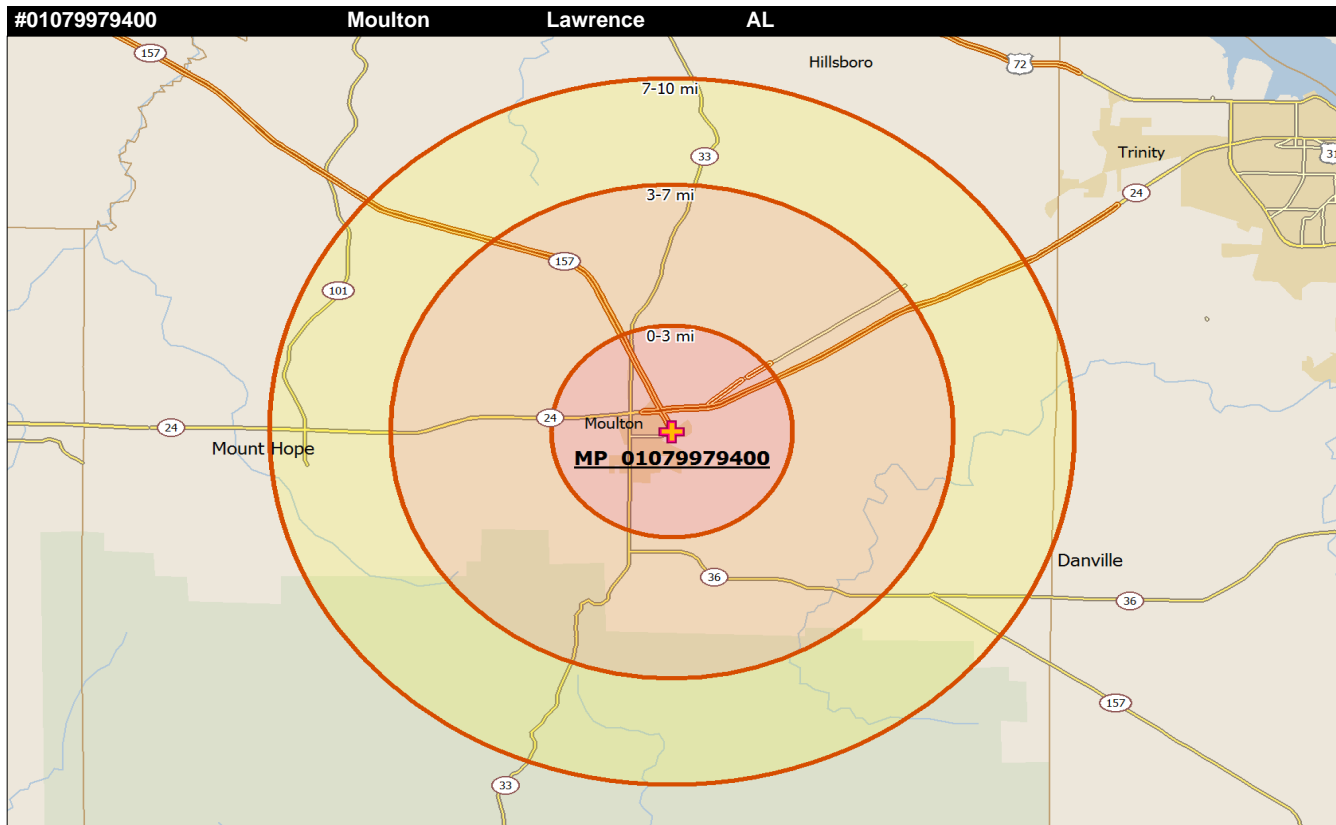 #01079979400 Moulton Lawrence AL
157
Hillsboro
72
7-10 mi
33
Trinity
31
3-7 mi
24
157
101
0-3 mi
24
Moulton
24
Mount Hope
MP 01079979400
Danville
36
36
157
33